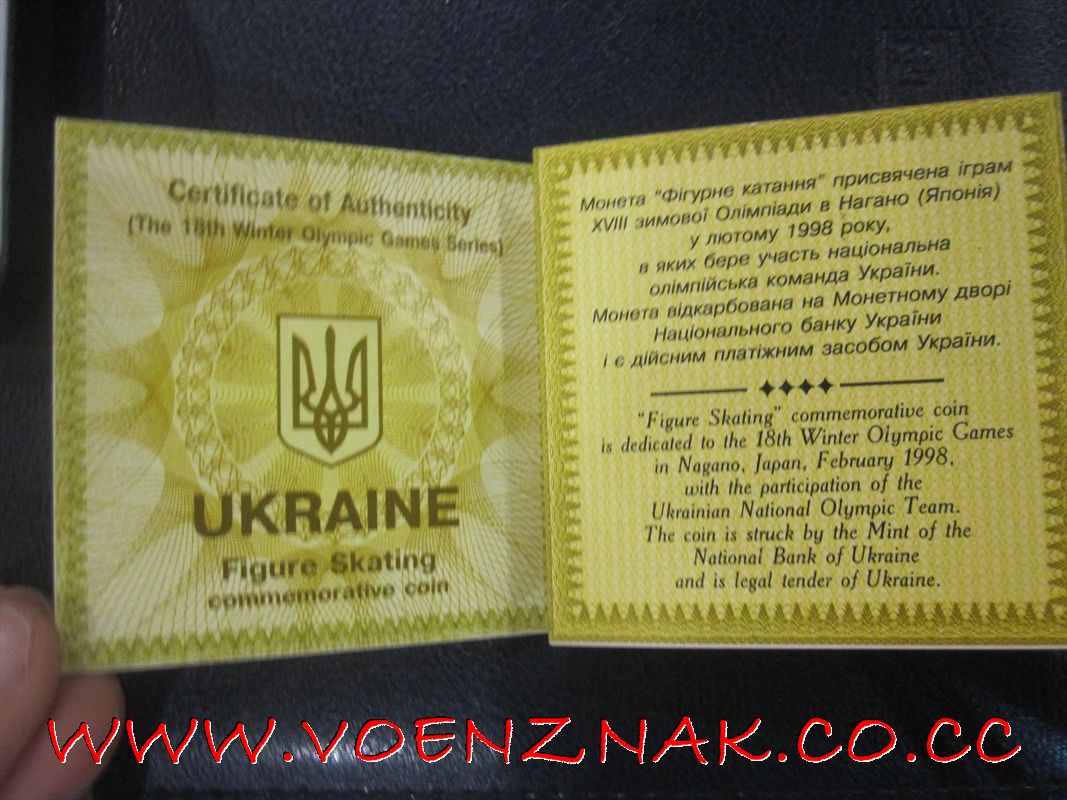 Certificate of Authenticity
(The 18th Winter Olympic Games Series)
UKRAINE
Figure Skating
commemorative coin
Монета "Фігурне катання" присвячена іграм
XVIII зимової Олімпіади в Нагано (Японія)
у лютому 1998 року,
в яких бере участь національна
олімпійська команда України.
Монета відкарбована на Монетному дворі
Національного банку України
і є дійсним платіжним засобом України.
"Figure Skating" commemorative coin
is dedicated to the 18th Winter Olympic Games
in Nagano, Japan, February 1998,
with the participation of the
Ukrainian National Olympic Team.
The coin is struck by the Mint of the
National Bank of Ukraine
and is legal tender of Ukraine.
WWW.VOENZNAK.CO.CC